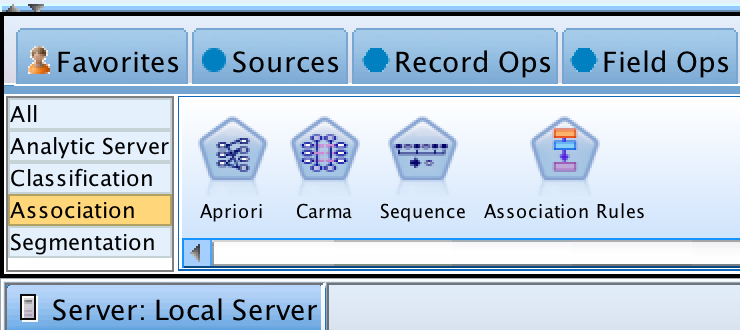 Favorites Sources Record Ops Field Ops
All
Analytic Server
Classification
Association
Segmentation
Apriori Carma Sequence Association Rules
Server: Local Server